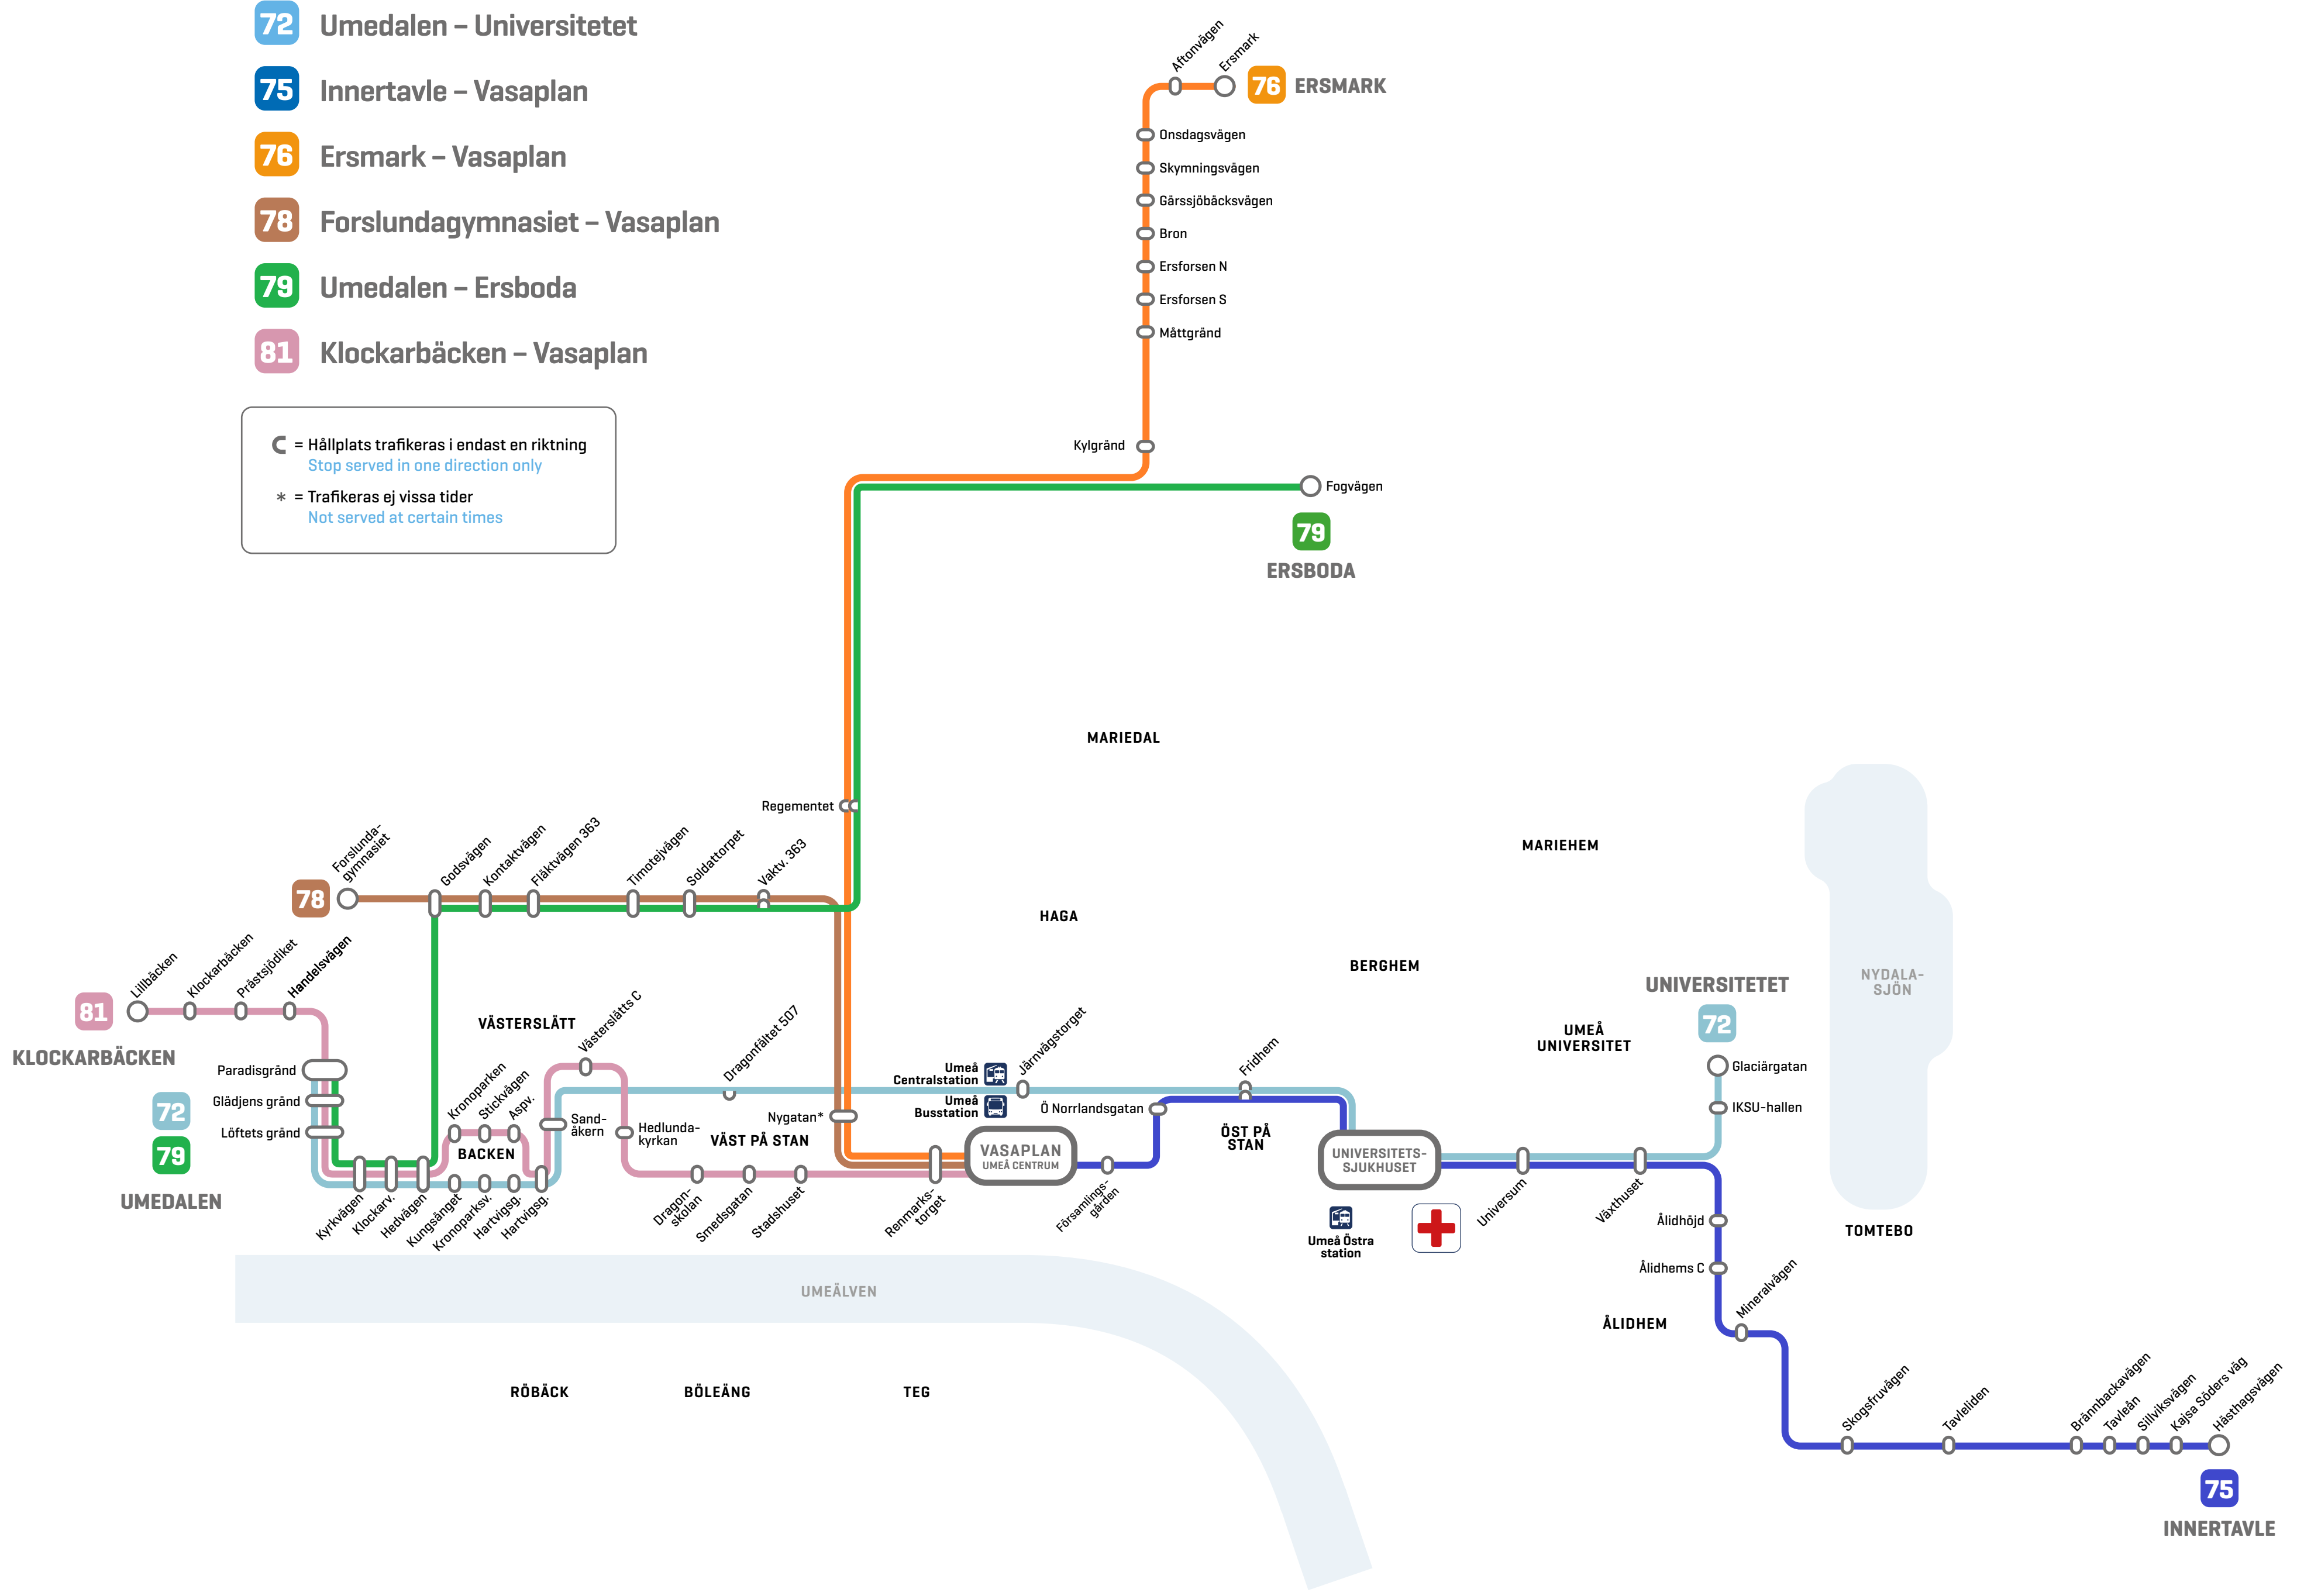 72 Umedalen – Universitetet
75 Innertavle – Vasaplan
76 Ersmark – Vasaplan
78 Forslundagymnasiet – Vasaplan
79 Umedalen – Ersboda
81 Klockarbäcken – Vasaplan
= Hållplats trafikeras i endast en riktning
Stop served in one direction only
* = Trafikeras ej vissa tider
Not served at certain times
Aftonvägen
Ersmark
76 ERSMARK
Onsdagsvägen
Skymningsvägen
Gårssjöbäcksvägen
Bron
Ersforsen N
Ersforsen S
Måttgränd
Kylgränd
Fogvägen
79
ERSBODA
MARIEDAL
Regementet
MARIEHEM
HAGA
BERGHEM
NYDALA-
SJÖN
78
Forslunda-
gymnasiet
Godsvägen
Kontaktvägen
Fläktvägen 363
Timotejvägen
Soldattorpet
Vaktv. 363
81
KLOCKARBÄCKEN
Lillbäcken
Klockarbäcken
Prästsjödiket
Handelsvägen
Paradisgränd
Glädjens gränd
Löftets gränd
72
79
UMEDALEN
VÄSTERSLÄTT
Västerslätts C
Kronoparken
Stickvägen
Aspv.
BACKEN
Sand-
åkern
Hedlunda-
kyrkan
Dragonfältet 507
VÄST PÅ STAN
Nygatan*
Kyrkvägen
Klockarv.
Hedvägen
Kungsänget
Kronoparksv.
Hartvigsg.
Hartvigsg.
Dragon-
skolan
Smedsgatan
Stadshuset
Renmarks-
torget
Umeå
Centralstation
Umeå
Busstation
Järnvägstorget
VASAPLAN
UMEÅ CENTRUM
Församlings-
gården
Ö Norrlandsgatan
Fridhem
ÖST PÅ
STAN
UNIVERSITETS-
SJUKHUSET
Umeå Östra
station
UMEÅ
UNIVERSITET
UNIVERSITETET
72
Glaciärgatan
IKSU-hallen
Universum
Växthuset
Ålidhöjd
Ålidhems C
Mineralvägen
ÅLIDHEM
TOMTEBO
UMEÄLVEN
RÖBÄCK
BÖLEÄNG
TEG
Skogsfruvägen
Tavleliden
Brännbackavägen
Tavleån
Sillviksvägen
Kajsa Söders väg
Hästhagsvägen
75
INNERTAVLE